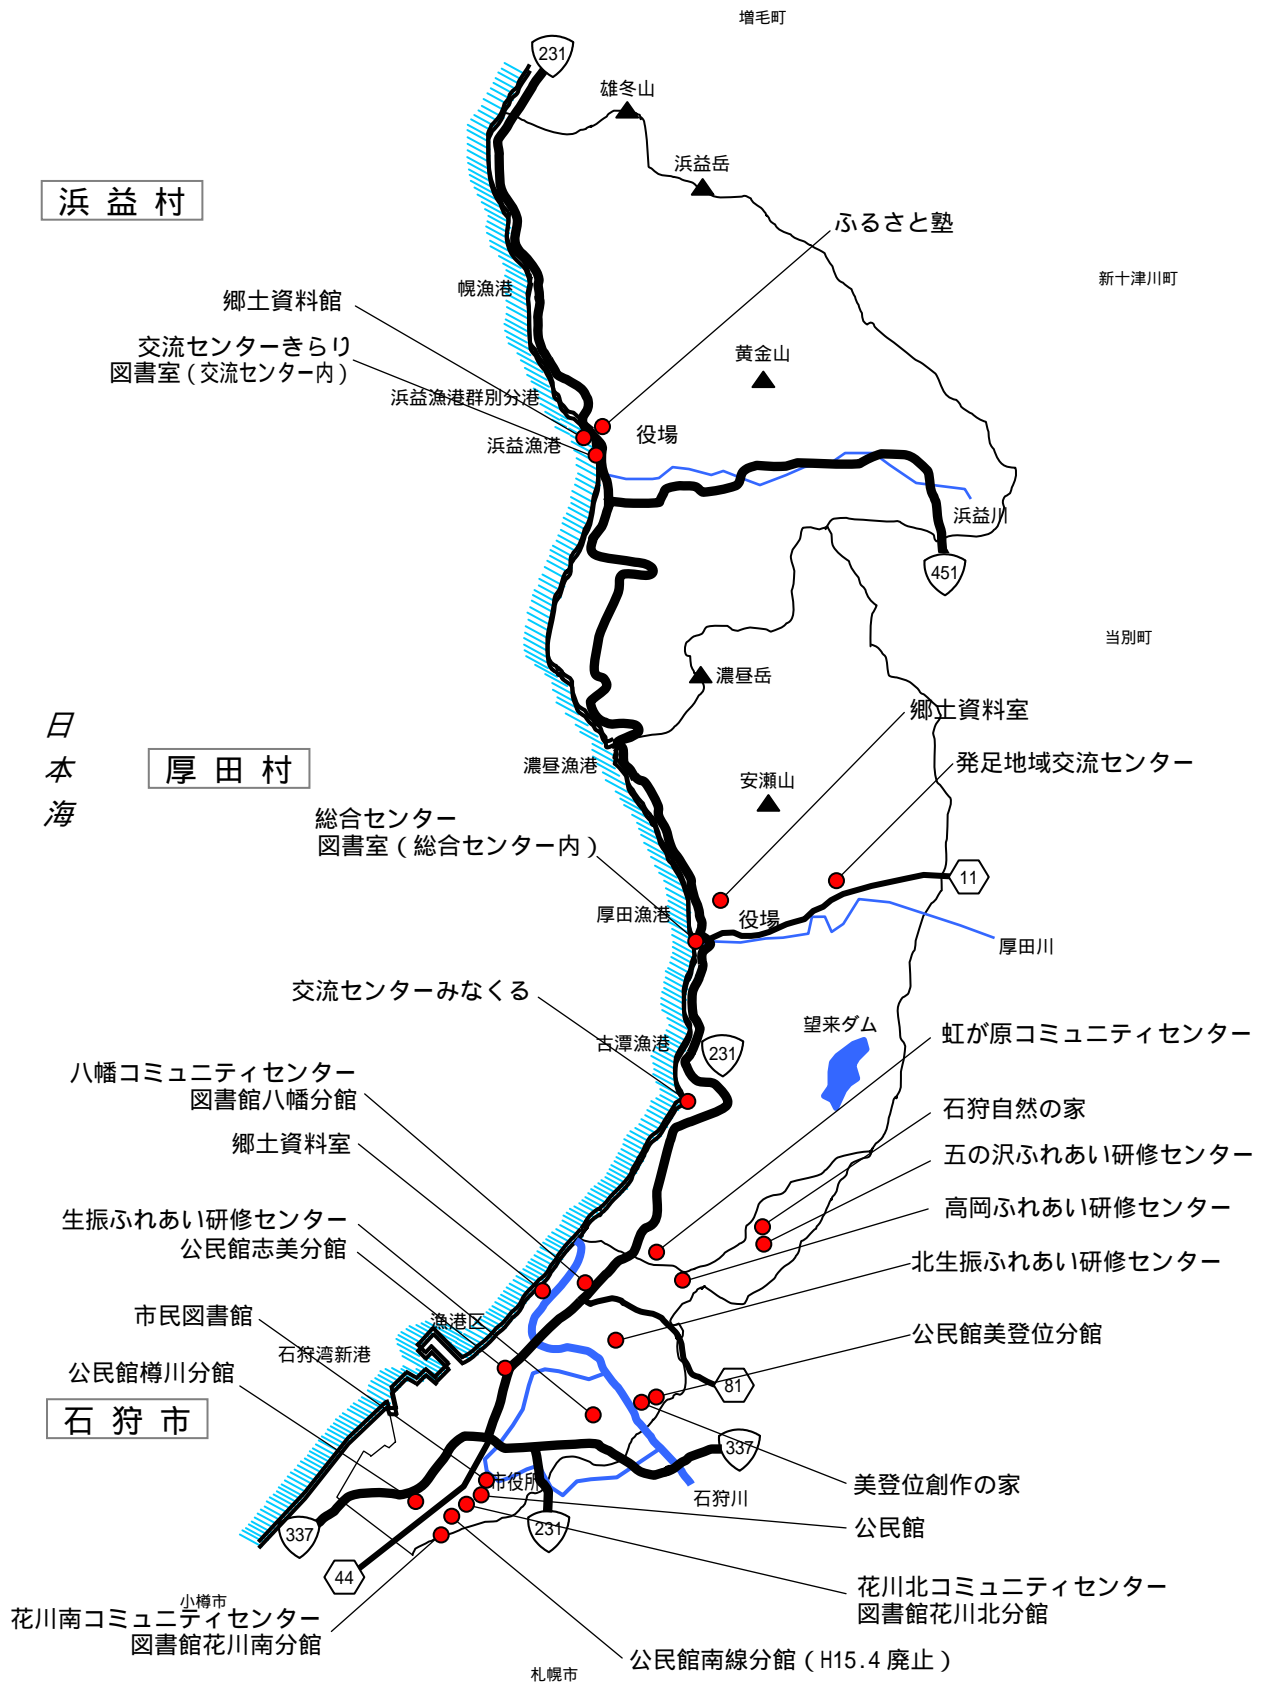 増毛町
231
雄冬山
浜益岳
浜益村
ふるさと塾
新十津川町
幌漁港
郷土資料館
交流センターきらり
図書室(交流センター内)
黄金山
浜益漁港群別分港
役場
浜益漁港
浜益川
451
当別町
濃昼岳
郷土資料室
日本海
厚田村
濃昼漁港
発足地域交流センター
安瀬山
総合センター
図書室(総合センター内)
11
厚田漁港
役場
厚田川
交流センターみなくる
望来ダム
古潭漁港
231
虹が原コミュニティセンター
八幡コミュニティセンター
図書館八幡分館
石狩自然の家
郷土資料室
五の沢ふれあい研修センター
高岡ふれあい研修センター
生振ふれあい研修センター
公民館志美分館
北生振ふれあい研修センター
市民図書館
漁港区
公民館美登位分館
石狩湾新港
公民館樽川分館
81
石狩市
337
市役所
美登位創作の家
石狩川
公民館
337
231
44
花川北コミュニティセンター
図書館花川北分館
小樽市
花川南コミュニティセンター
図書館花川南分館
公民館南線分館(H15.4廃止)
札幌市